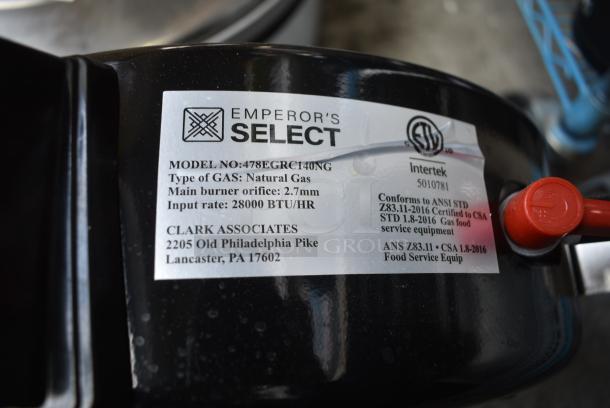 EMPEROR'S
SELECT
MODEL NO:478EGRC140NG
Type of GAS: Natural Gas
Main burner orifice: 2.7mm
Input rate: 28000 BTU/HR
CLARK ASSOCIATES
2205 Old Philadelphia Pike
Lancaster, PA 17602
Intertek
5010781
Conforms to ANSI STD
Z83.11-2016 Certified to CSA
STD 1.8-2016 Gas food
service equipment
ANS Z83.11 • CSA 1.8-2016
Food Service Equip
GROUP